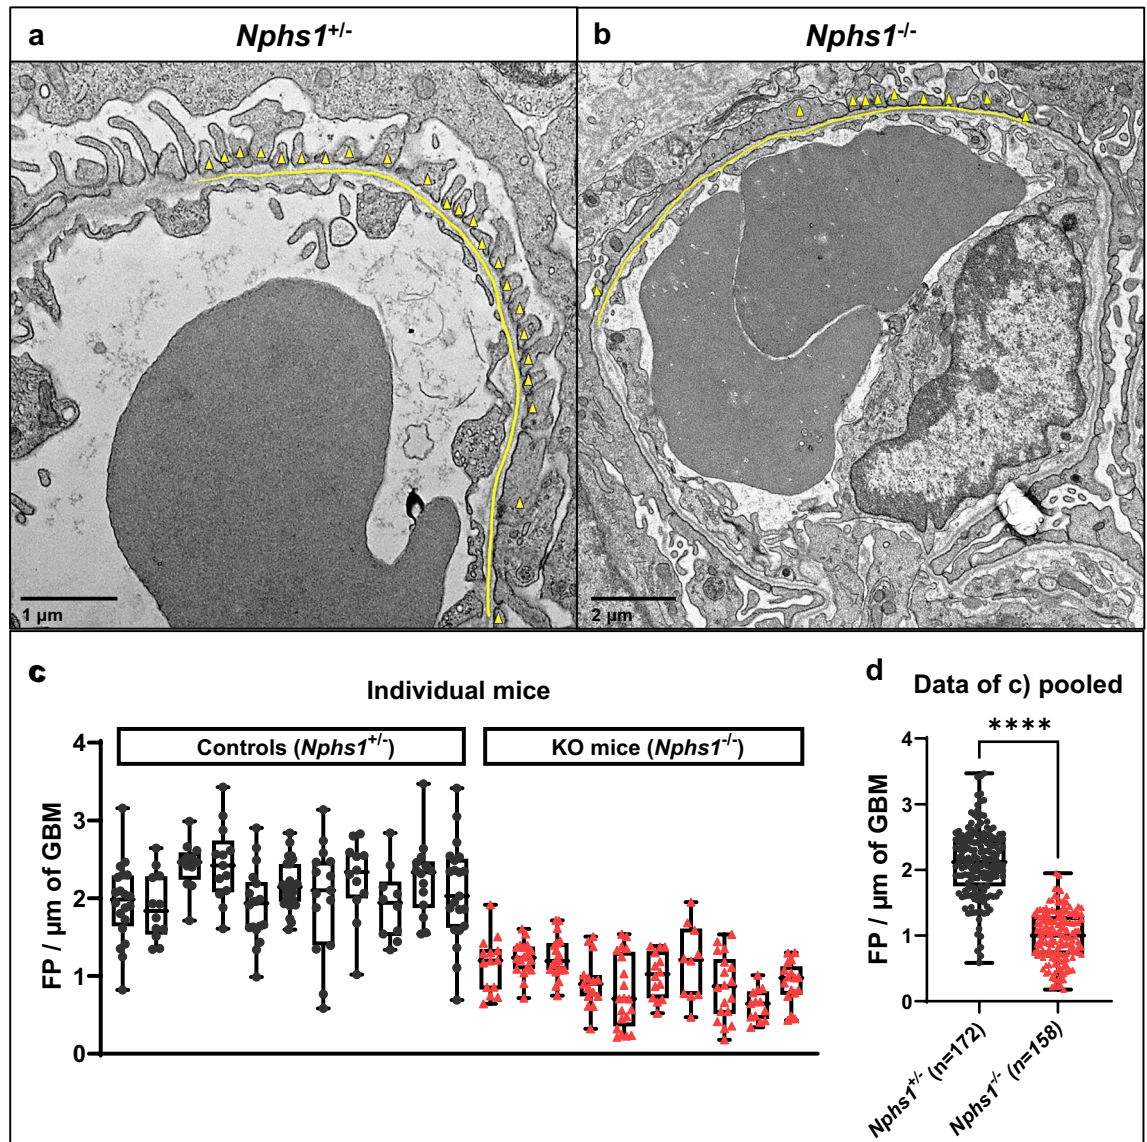 a
Nphs1+/-
b
Nphs1-/-
1 µm
2 µm
c
Individual mice
Controls (Nphs1+/-)
KO mice (Nphs1-/-)
FP / µm of GBM
4
3
2
1
0
d
Data of c) pooled
****
FP / µm of GBM
4
3
2
1
0
Nphs1+/- (n=172)
Nphs1-/- (n=158)